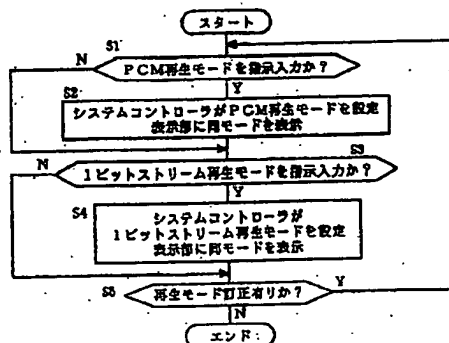 スタート
S1
N
PCM再生モードを指示入力か?
Y
S2
システムコントローラがPCM再生モードを設定
表示部に同モードを表示
S3
N
1ビットストリーム再生モードを指示入力か?
Y
S4
システムコントローラが
1ビットストリーム再生モードを設定
表示部に同モードを表示
S5
再生モード訂正有りか?
Y
N
エンド